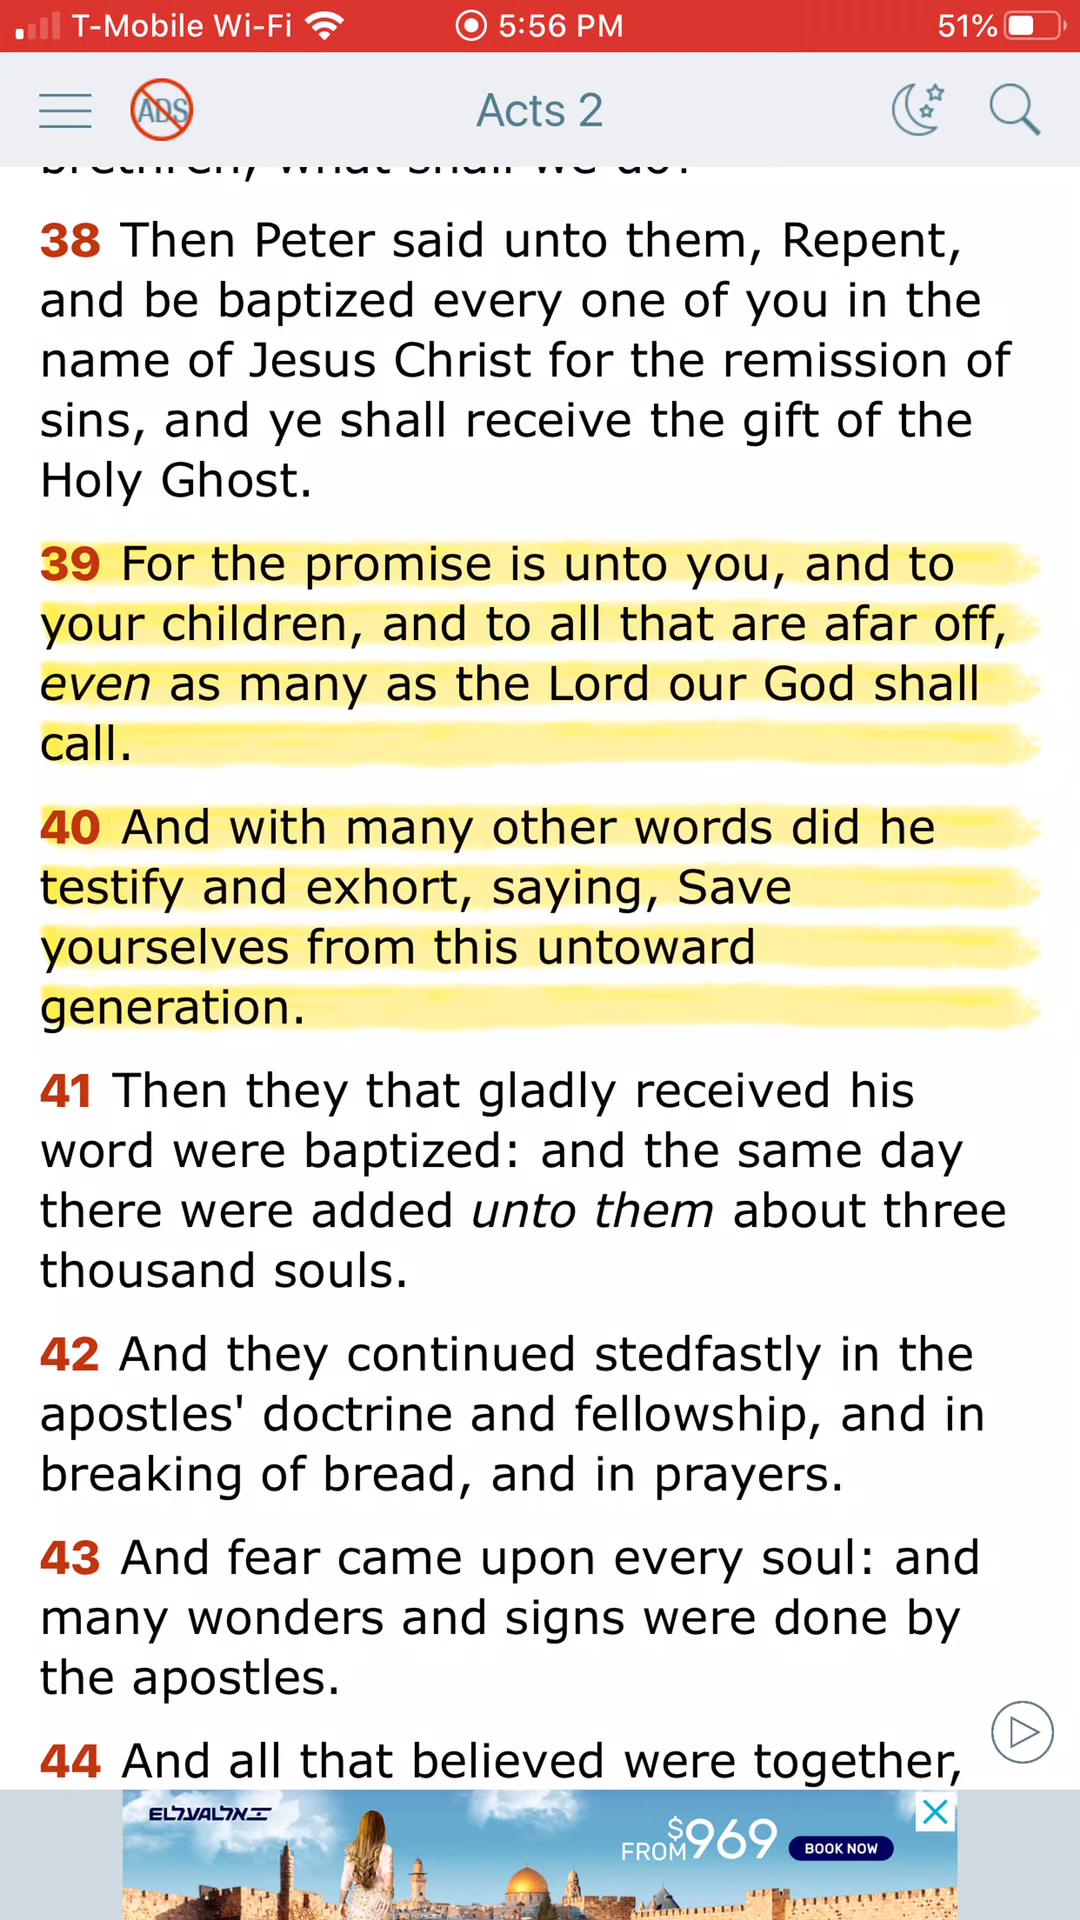 T-Mobile Wi-Fi 5:56 PM 51%
ADS Acts 2
brethren, what shall we do?
38 Then Peter said unto them, Repent,
and be baptized every one of you in the
name of Jesus Christ for the remission of
sins, and ye shall receive the gift of the
Holy Ghost.
39 For the promise is unto you, and to
your children, and to all that are afar off,
even as many as the Lord our God shall
call.
40 And with many other words did he
testify and exhort, saying, Save
yourselves from this untoward
generation.
41 Then they that gladly received his
word were baptized: and the same day
there were added unto them about three
thousand souls.
42 And they continued stedfastly in the
apostles' doctrine and fellowship, and in
breaking of bread, and in prayers.
43 And fear came upon every soul: and
many wonders and signs were done by
the apostles.
44 And all that believed were together,
EL אל על
FROM $969 BOOK NOW